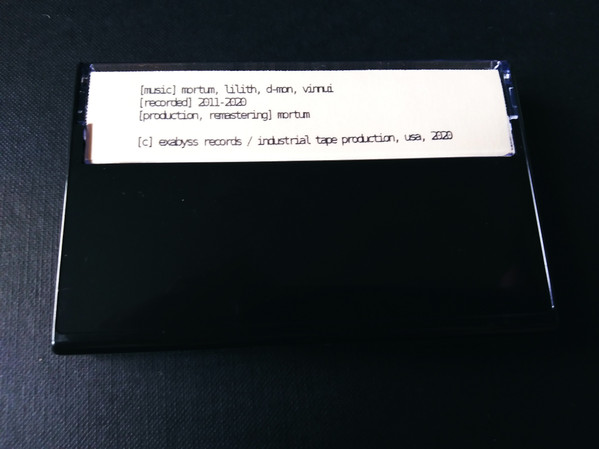 [music] mortum, lilith, d-mon, vinnui
[recorded] 2011-2020
[production, remastering] mortum
[c] exabyss records / industrial tape production, usa, 2020